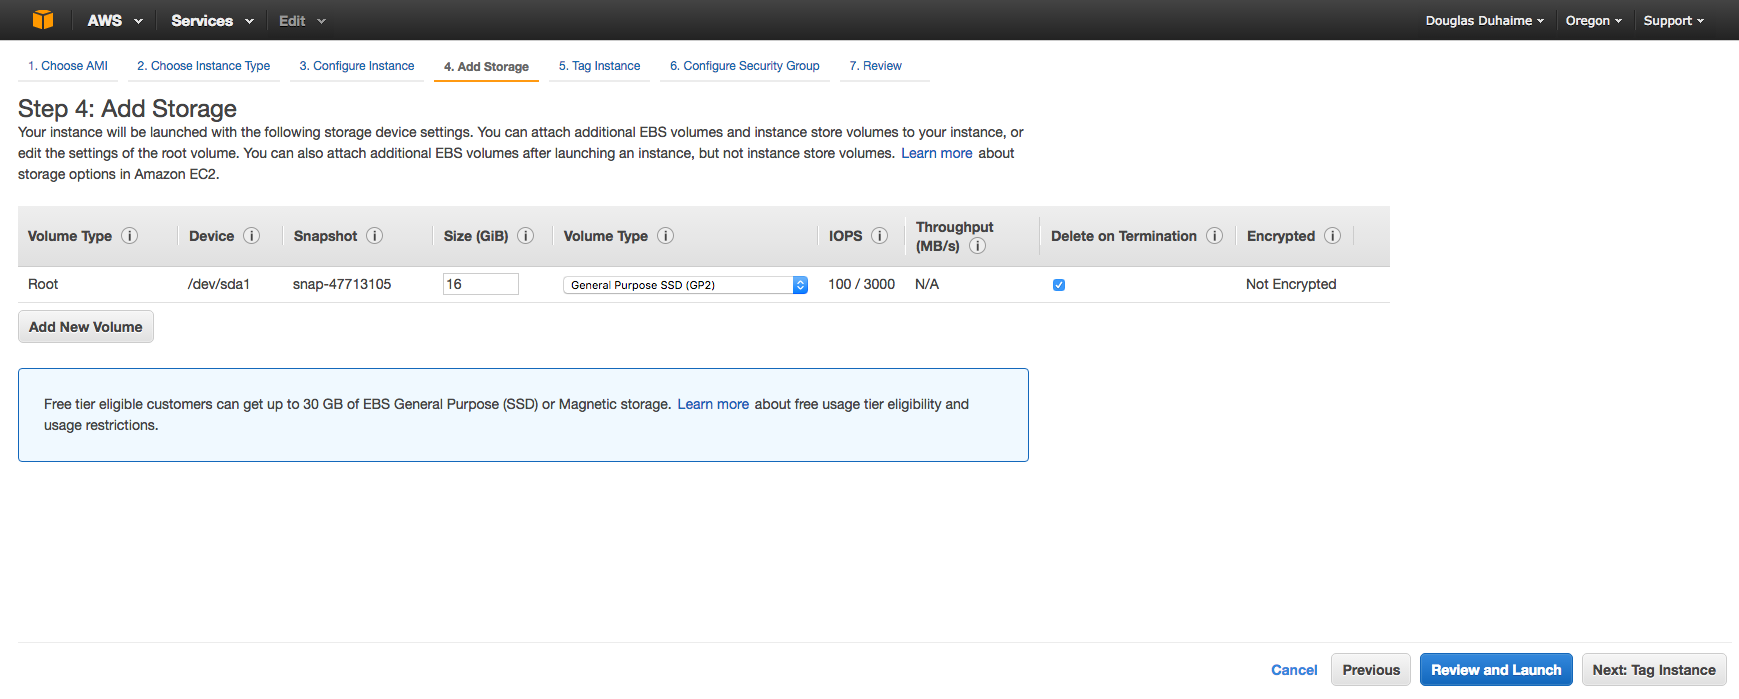 AWS Services Edit Douglas Duhaime Oregon Support
1. Choose AMI 2. Choose Instance Type 3. Configure Instance 4. Add Storage 5. Tag Instance 6. Configure Security Group 7. Review
Step 4: Add Storage
Your instance will be launched with the following storage device settings. You can attach additional EBS volumes and instance store volumes to your instance, or
edit the settings of the root volume. You can also attach additional EBS volumes after launching an instance, but not instance store volumes. Learn more about
storage options in Amazon EC2.
Volume Type i Device i Snapshot i Size (GiB) i Volume Type i IOPS i Throughput
(MB/s) i Delete on Termination i Encrypted i
Root /dev/sda1 snap-47713105 16 General Purpose SSD (GP2) 100 / 3000 N/A Not Encrypted
Add New Volume
Free tier eligible customers can get up to 30 GB of EBS General Purpose (SSD) or Magnetic storage. Learn more about free usage tier eligibility and
usage restrictions.
Cancel Previous Review and Launch Next: Tag Instance